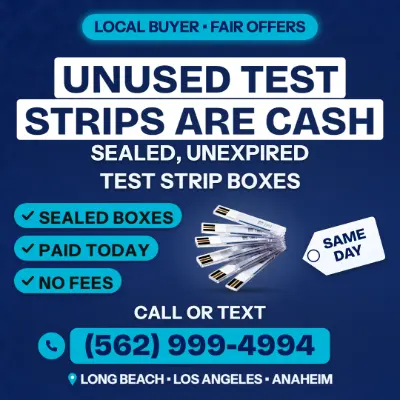 LOCAL BUYER • FAIR OFFERS
UNUSED TEST
STRIPS ARE CASH
SEALED, UNEXPIRED
TEST STRIP BOXES
SEALED BOXES
PAID TODAY
NO FEES
SAME
DAY
CALL OR TEXT
(562) 999-4994
LONG BEACH • LOS ANGELES • ANAHEIM